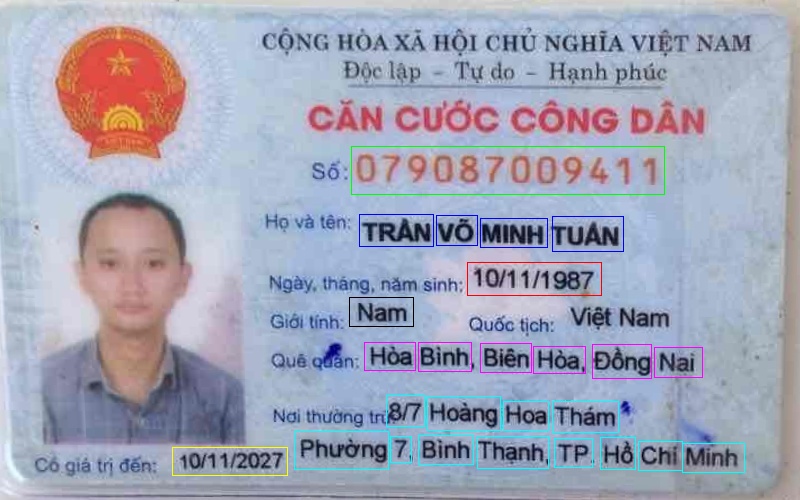 CỘNG HÒA XÃ HỘI CHỦ NGHĨA VIỆT NAM
Độc lập - Tự do - Hạnh phúc
CĂN CƯỚC CÔNG DÂN
Số: 079087009411
Họ và tên: TRẦN VÕ MINH TUẤN
Ngày, tháng, năm sinh: 10/11/1987
Giới tính: Nam Quốc tịch: Việt Nam
Quê quán: Hòa Bình, Biên Hòa, Đồng Nai
Nơi thường trú: 8/7 Hoàng Hoa Thám
Phường 7, Bình Thạnh, TP. Hồ Chí Minh
Có giá trị đến: 10/11/2027